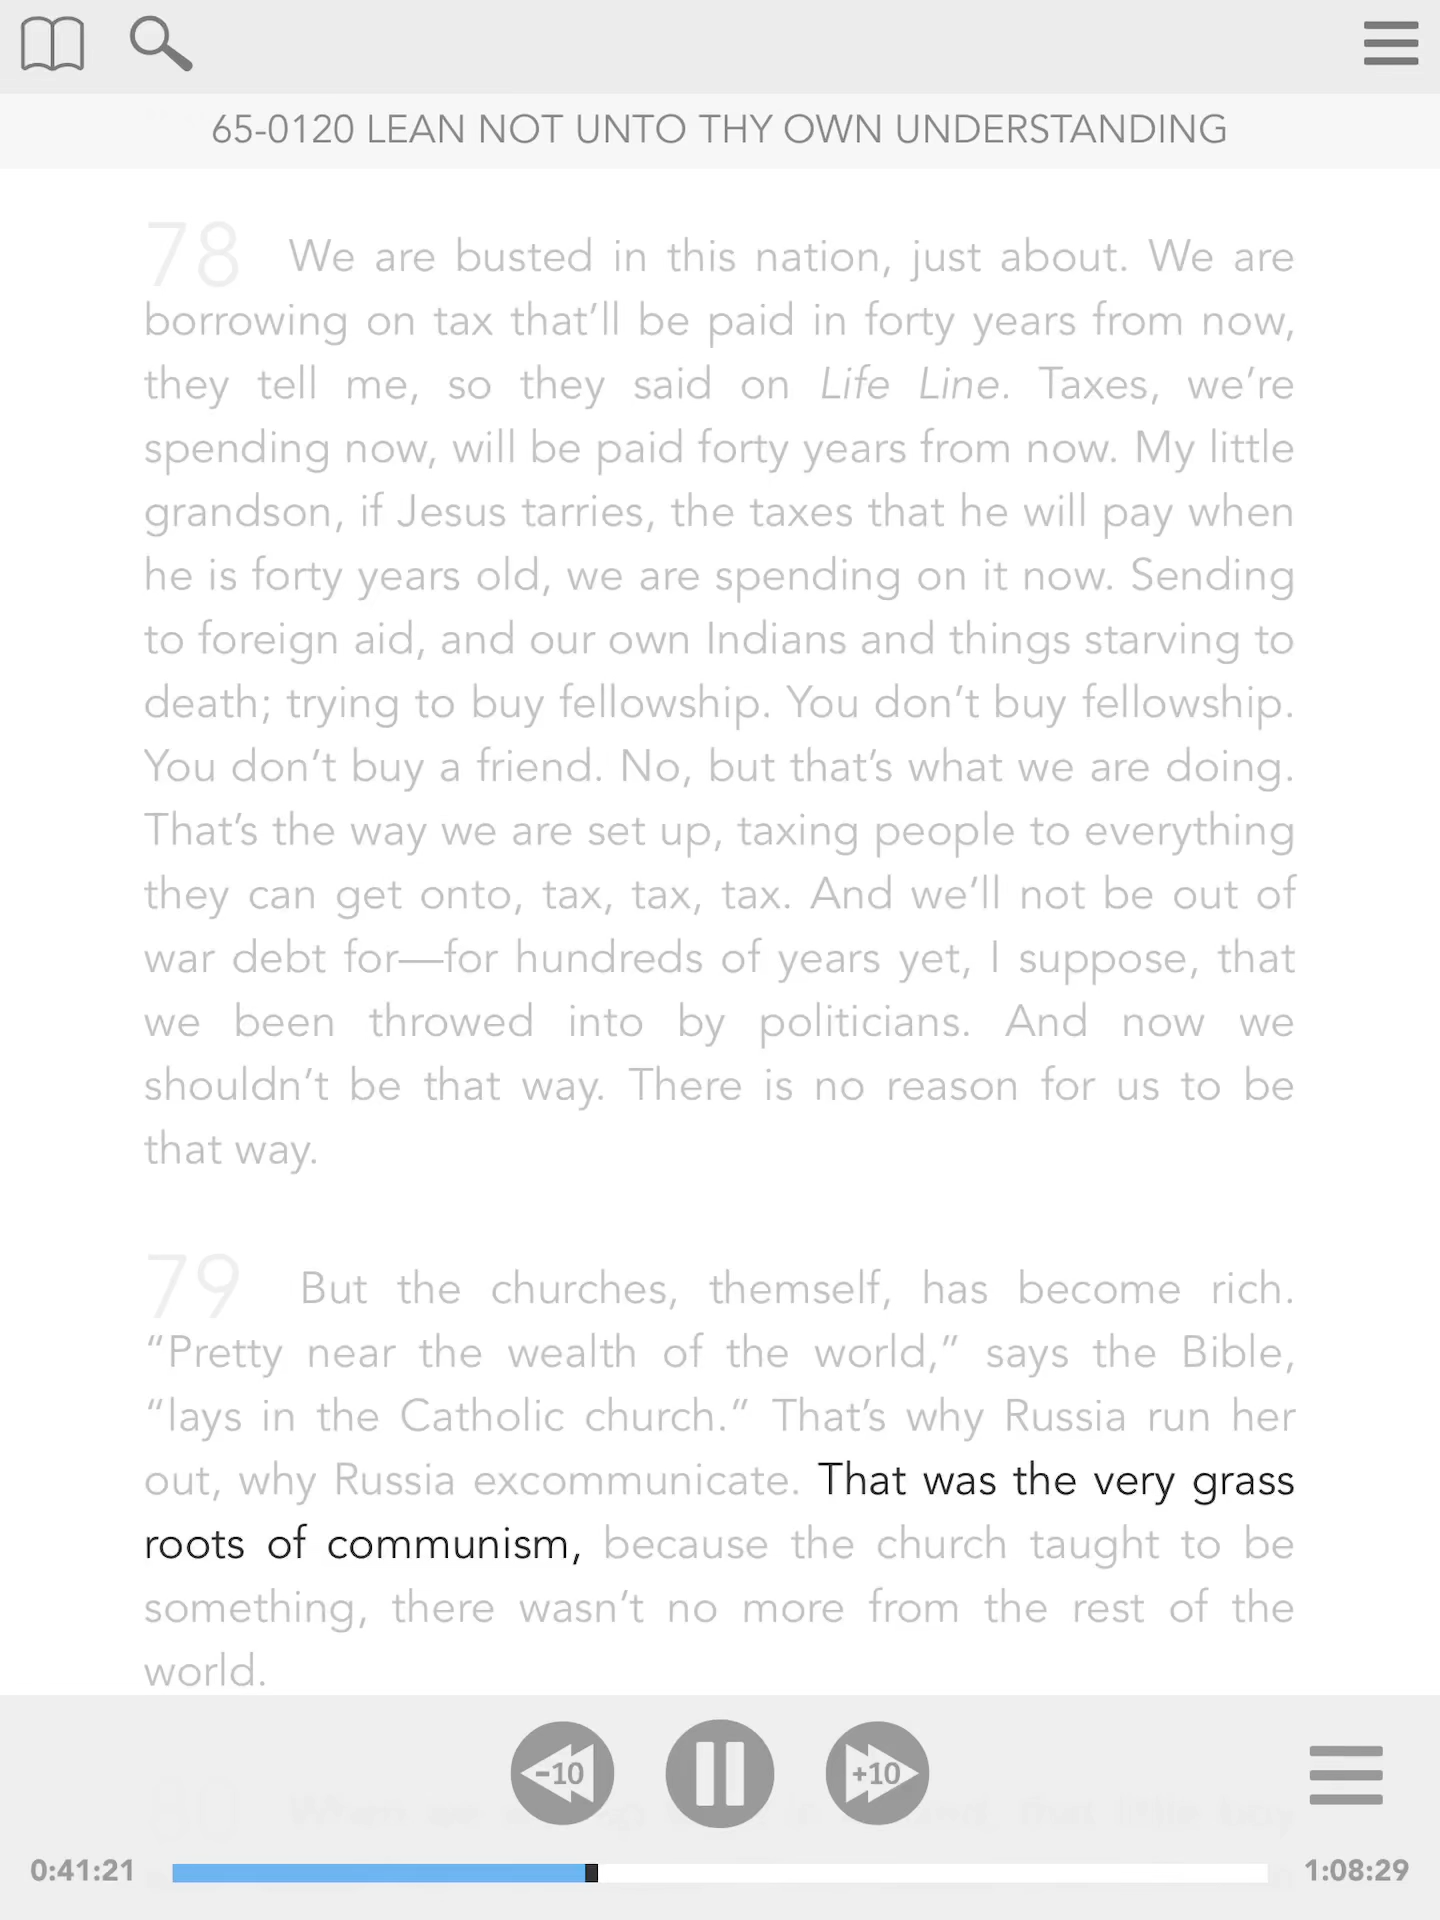 65-0120 LEAN NOT UNTO THY OWN UNDERSTANDING
78 We are busted in this nation, just about. We are
borrowing on tax that’ll be paid in forty years from now,
they tell me, so they said on Life Line. Taxes, we’re
spending now, will be paid forty years from now. My little
grandson, if Jesus tarries, the taxes that he will pay when
he is forty years old, we are spending on it now. Sending
to foreign aid, and our own Indians and things starving to
death; trying to buy fellowship. You don’t buy fellowship.
You don’t buy a friend. No, but that’s what we are doing.
That’s the way we are set up, taxing people to everything
they can get onto, tax, tax, tax. And we’ll not be out of
war debt for—for hundreds of years yet, I suppose, that
we been throwed into by politicians. And now we
shouldn’t be that way. There is no reason for us to be
that way.
79 But the churches, themself, has become rich.
“Pretty near the wealth of the world,” says the Bible,
“lays in the Catholic church.” That’s why Russia run her
out, why Russia excommunicate. That was the very grass
roots of communism, because the church taught to be
something, there wasn’t no more from the rest of the
world.
-10 +10
0:41:21 1:08:29